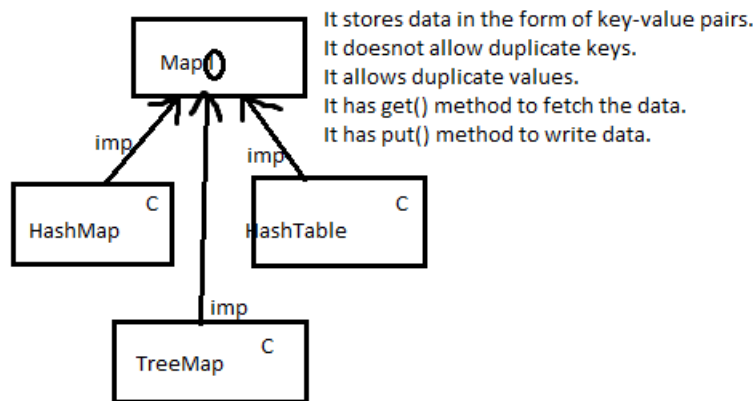 It stores data in the form of key-value pairs.
It doesnot allow duplicate keys.
It allows duplicate values.
It has get() method to fetch the data.
It has put() method to write data.
Map I
imp
imp
C
HashMap
C
HashTable
imp
C
TreeMap